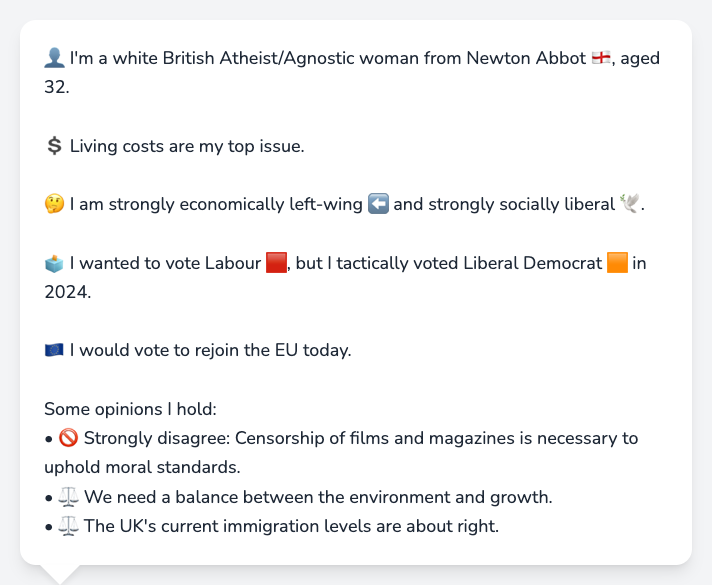 👤 I'm a white British Atheist/Agnostic woman from Newton Abbot 🏴󠁧󠁢󠁥󠁮󠁧󠁿, aged
32.
💲 Living costs are my top issue.
🤔 I am strongly economically left-wing ⬅️ and strongly socially liberal 🕊️.
🗳️ I wanted to vote Labour 🟥, but I tactically voted Liberal Democrat 🟧 in
2024.
🇪🇺 I would vote to rejoin the EU today.
Some opinions I hold:
• 🚫 Strongly disagree: Censorship of films and magazines is necessary to
uphold moral standards.
• ⚖️ We need a balance between the environment and growth.
• ⚖️ The UK's current immigration levels are about right.